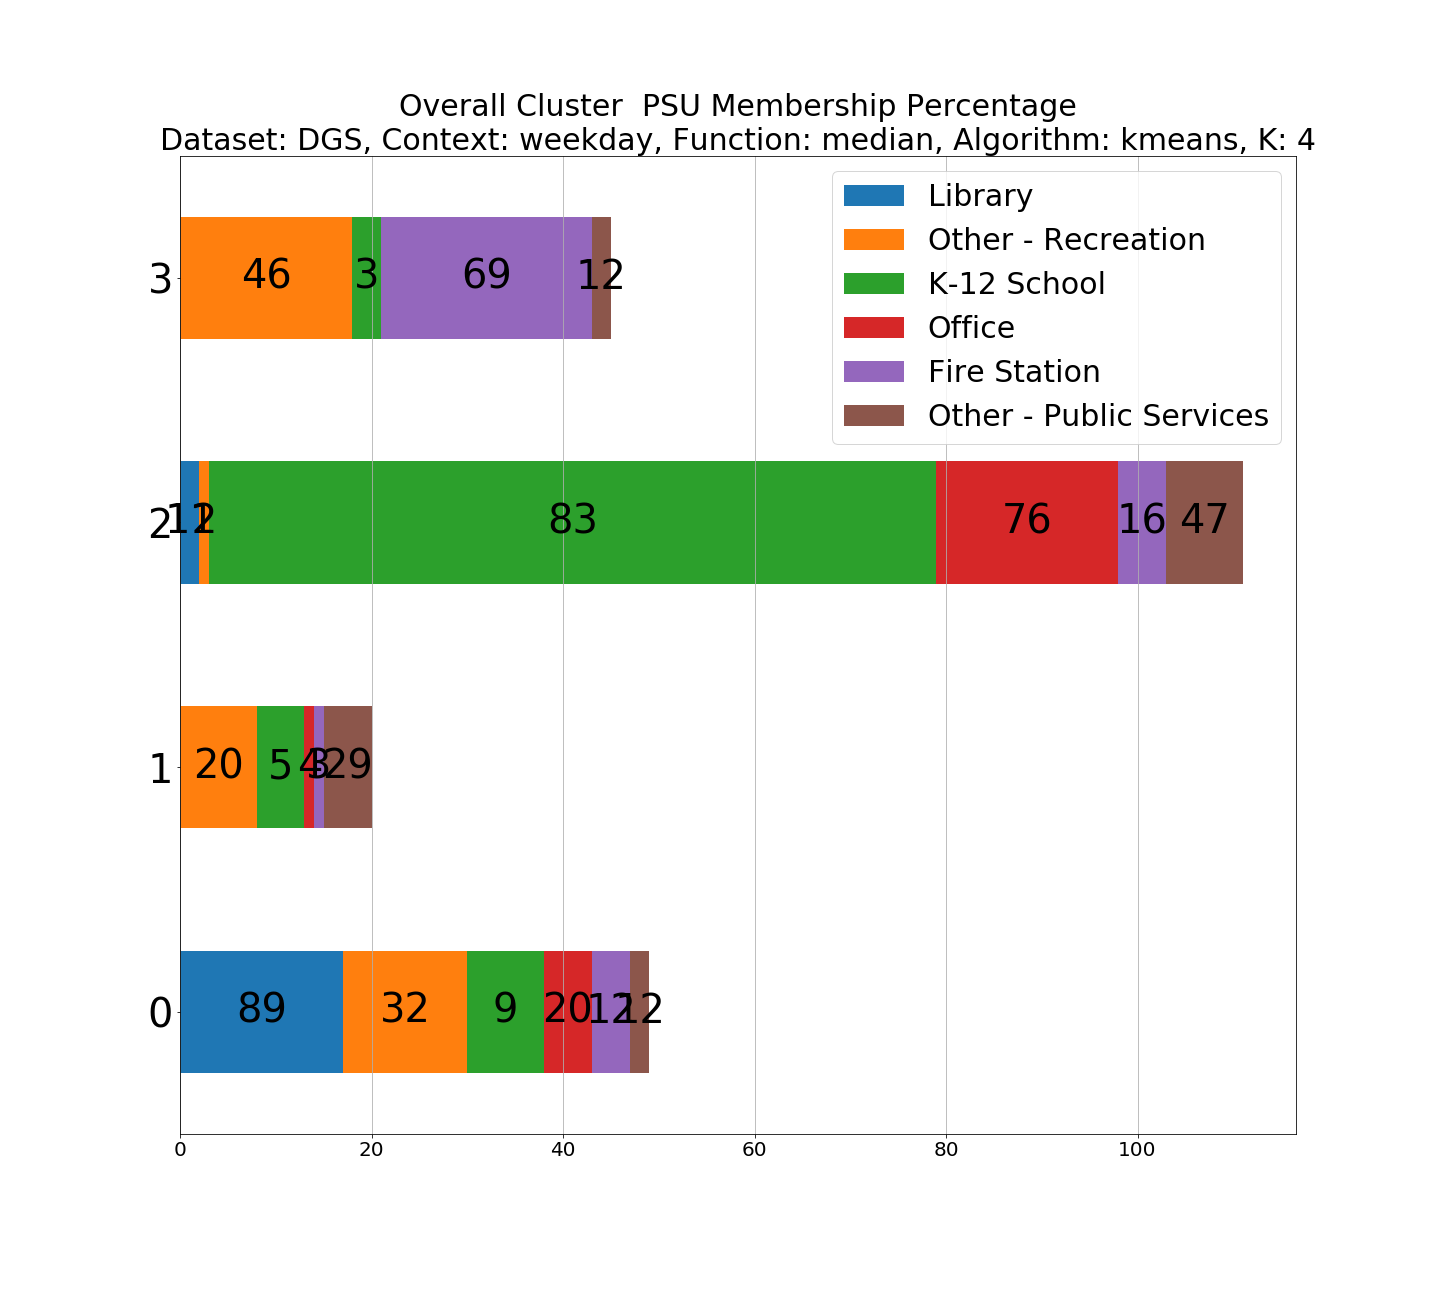 Overall Cluster  PSU Membership Percentage
Dataset: DGS, Context: weekday, Function: median, Algorithm: kmeans, K: 4
Library
Other - Recreation
K-12 School
Office
Fire Station
Other - Public Services
3
46 3 69 12
2
11 2 83 76 16 47
1
20 5 4 3 29
0
89 32 9 20 12 12
0 20 40 60 80 100